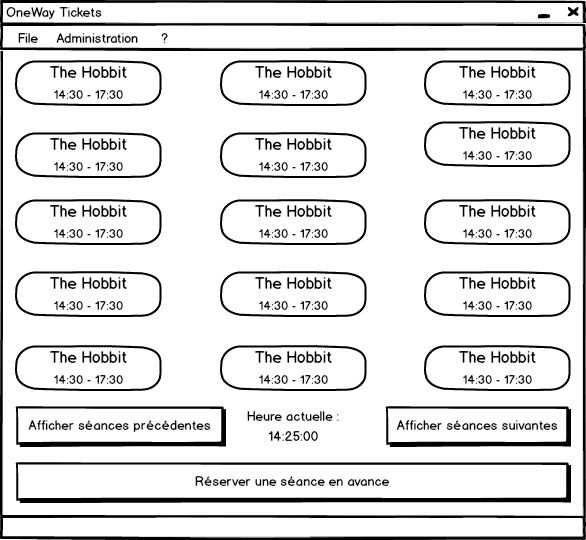 OneWay Tickets
File Administration ?
The Hobbit The Hobbit The Hobbit
14:30 - 17:30 14:30 - 17:30 14:30 - 17:30
The Hobbit The Hobbit The Hobbit
14:30 - 17:30 14:30 - 17:30 14:30 - 17:30
The Hobbit The Hobbit The Hobbit
14:30 - 17:30 14:30 - 17:30 14:30 - 17:30
The Hobbit The Hobbit The Hobbit
14:30 - 17:30 14:30 - 17:30 14:30 - 17:30
The Hobbit The Hobbit The Hobbit
14:30 - 17:30 14:30 - 17:30 14:30 - 17:30
Afficher séances précédentes
Heure actuelle :
14:25:00
Afficher séances suivantes
Réserver une séance en avance